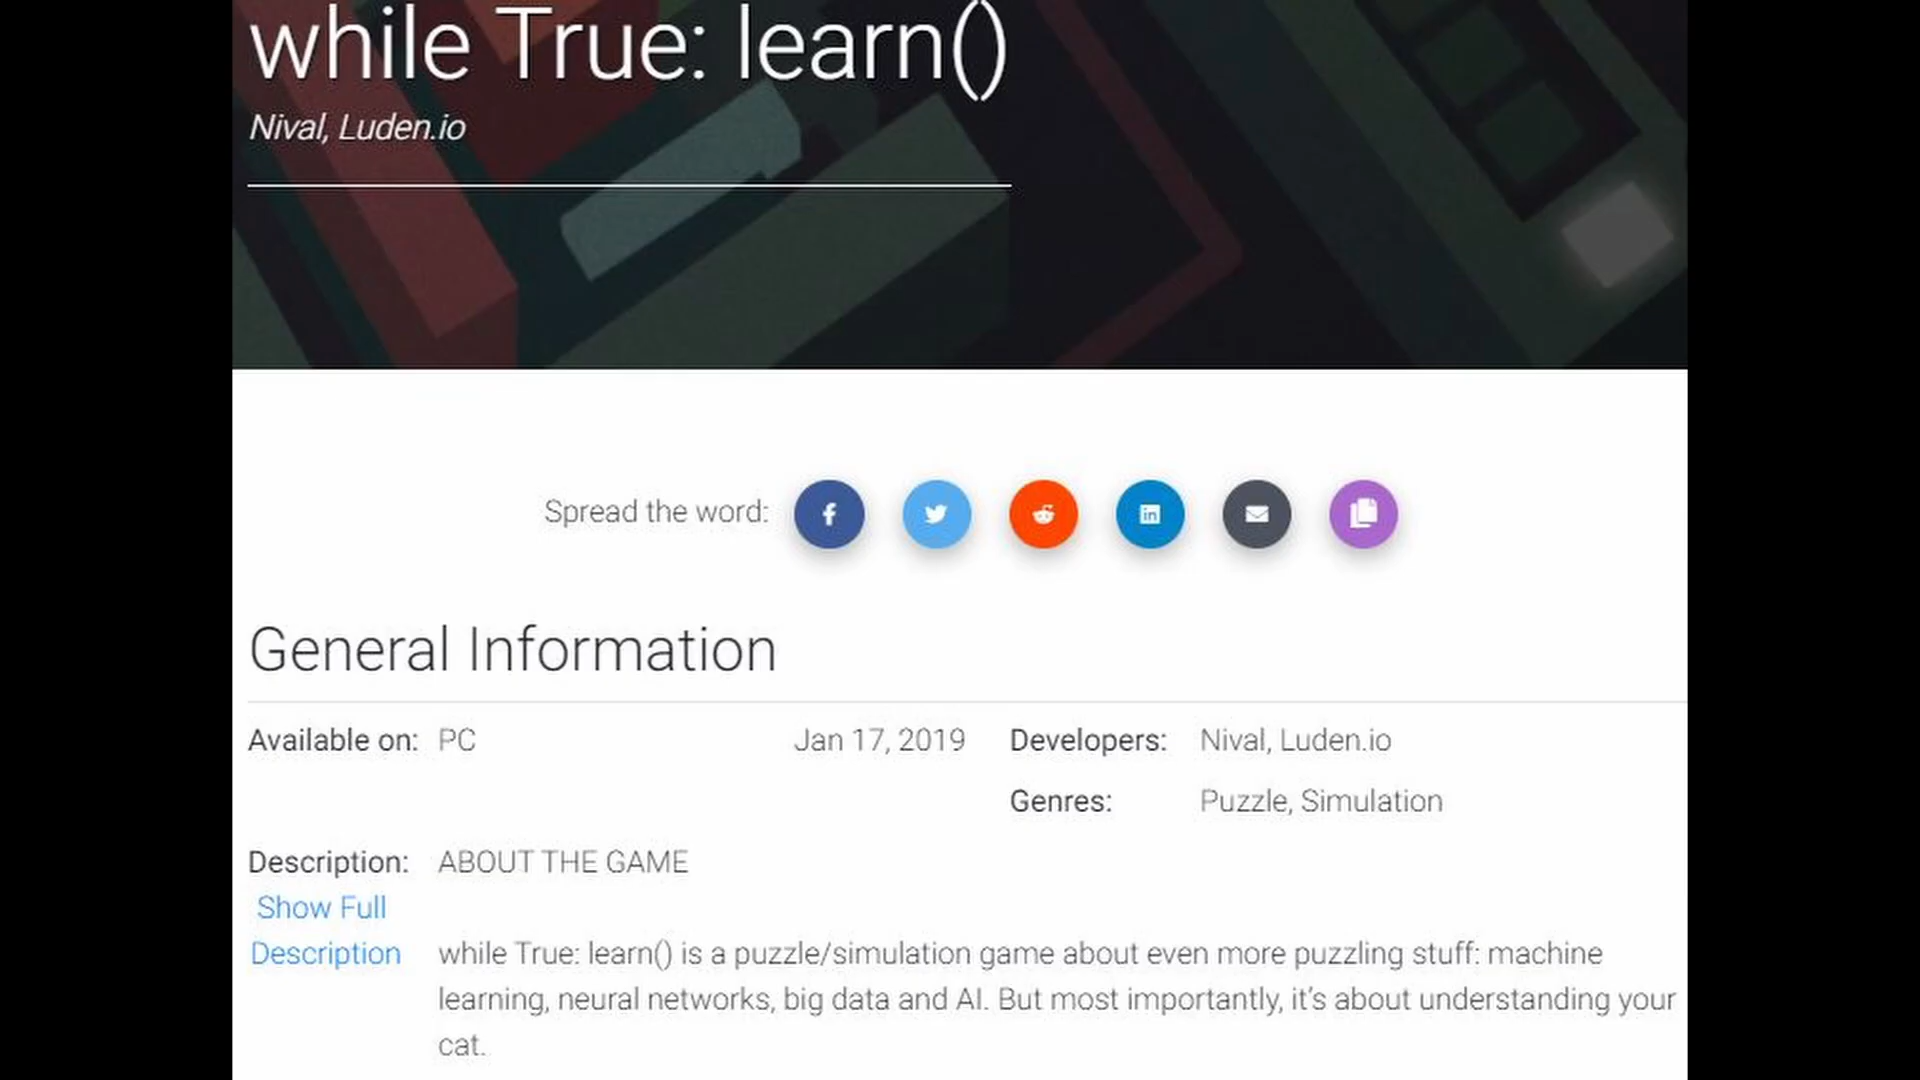 while True: learn()
Nival, Luden.io
Spread the word:
General Information
Available on: PC Jan 17, 2019 Developers: Nival, Luden.io
Genres: Puzzle, Simulation
Description: ABOUT THE GAME
Show Full
Description while True: learn() is a puzzle/simulation game about even more puzzling stuff: machine
learning, neural networks, big data and AI. But most importantly, it’s about understanding your
cat.